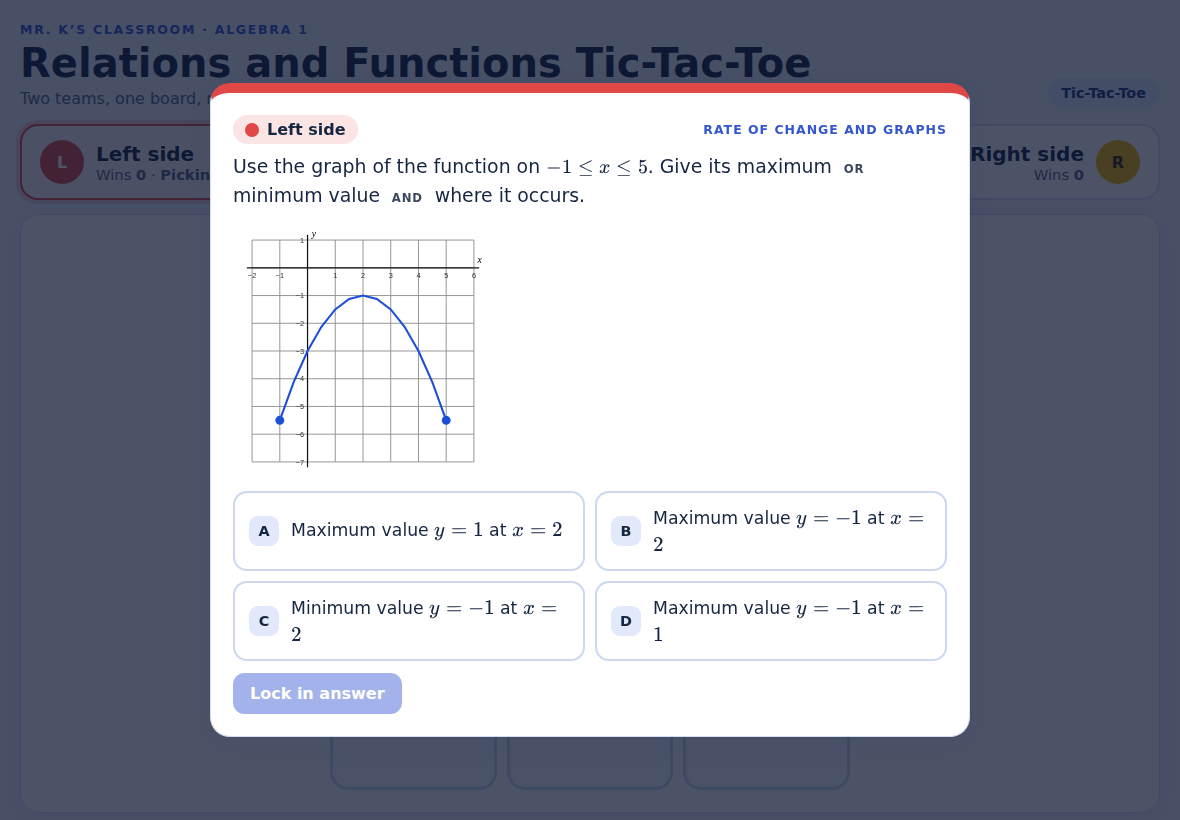 MR. K'S CLASSROOM · ALGEBRA 1
Relations and Functions Tic-Tac-Toe
Two teams, one board,
Tic-Tac-Toe
L
Left side
Wins 0 · Pickin
Right side
Wins 0
R
Left side
RATE OF CHANGE AND GRAPHS
Use the graph of the function on −1 ≤ x ≤ 5. Give its maximum OR
minimum value AND where it occurs.
y
x
1
−2 −1 1 2 3 4 5 6
−1
−2
−3
−4
−5
−6
−7
A Maximum value y = 1 at x = 2
B Maximum value y = −1 at x =
2
C Minimum value y = −1 at x =
2
D Maximum value y = −1 at x =
1
Lock in answer